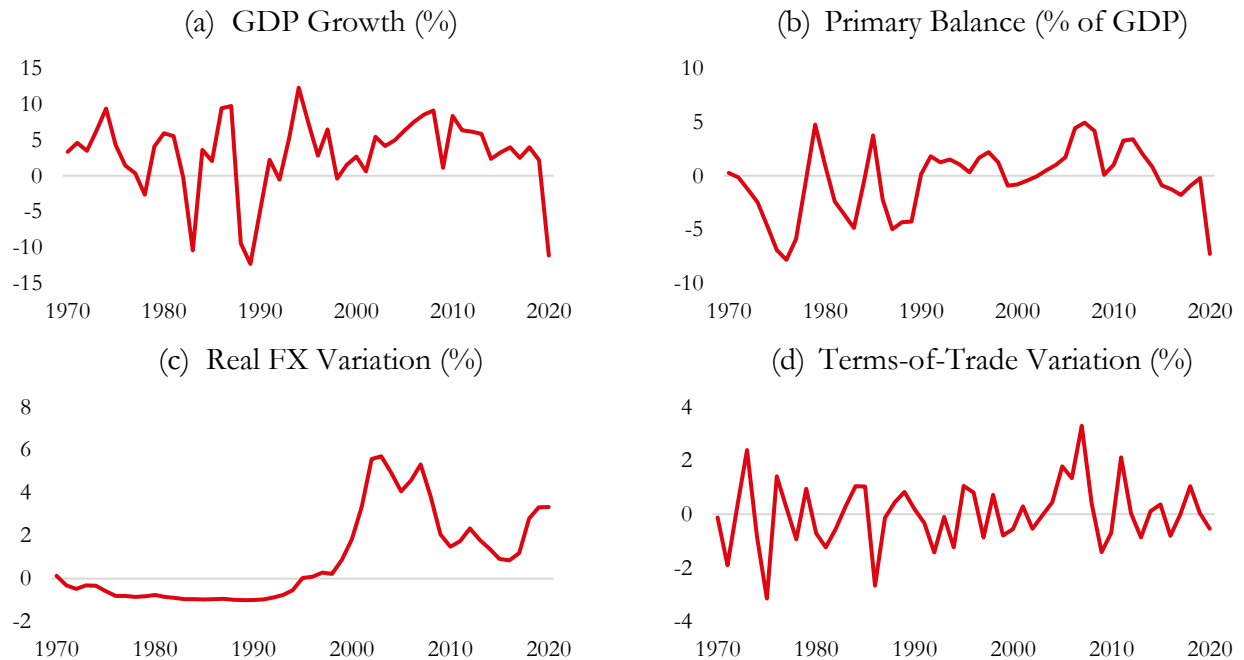 (a) GDP Growth (%)
15
10
5
0
-5
-10
-15
1970 1980 1990 2000 2010 2020
(b) Primary Balance (% of GDP)
10
5
0
-5
-10
1970 1980 1990 2000 2010 2020
(c) Real FX Variation (%)
8
6
4
2
0
-2
1970 1980 1990 2000 2010 2020
(d) Terms-of-Trade Variation (%)
4
2
0
-2
-4
1970 1980 1990 2000 2010 2020